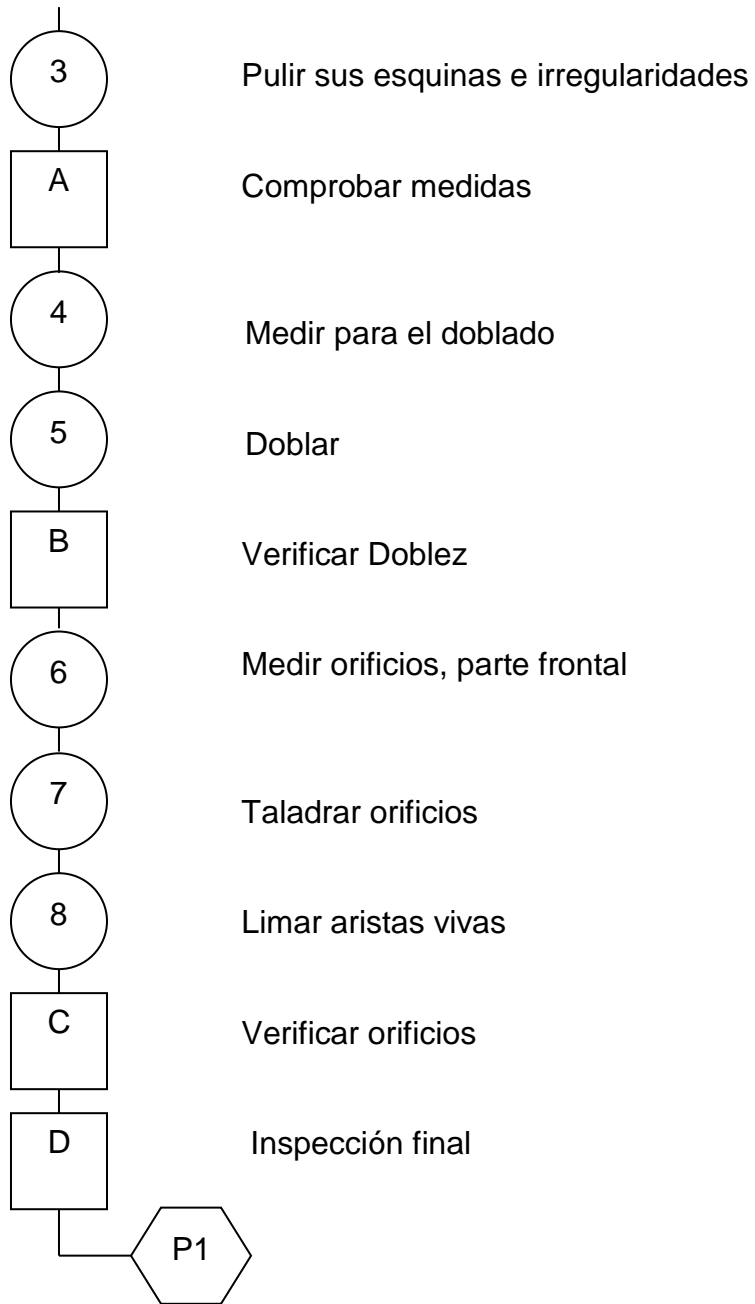 3 Pulir sus esquinas e irregularidades
A Comprobar medidas
4 Medir para el doblado
5 Doblar
B Verificar Doblez
6 Medir orificios, parte frontal
7 Taladrar orificios
8 Limar aristas vivas
C Verificar orificios
D Inspección final
P1